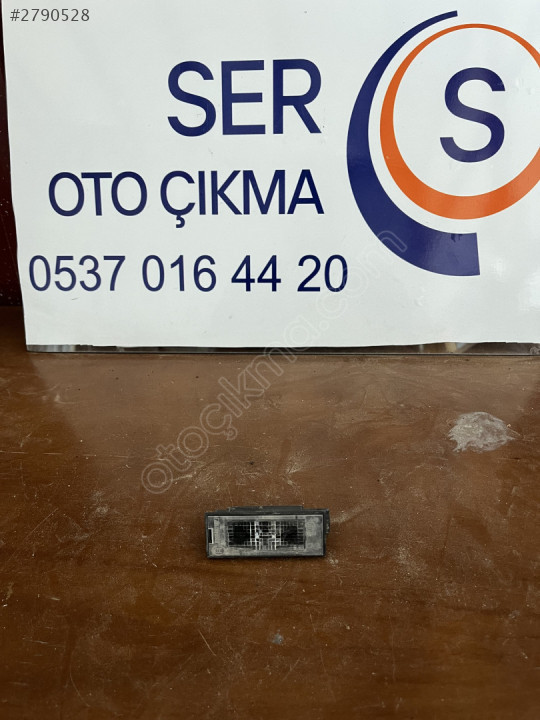 #2790528
SER
S
OTO ÇIKMA
0537 016 44 20
otoçıkma.com